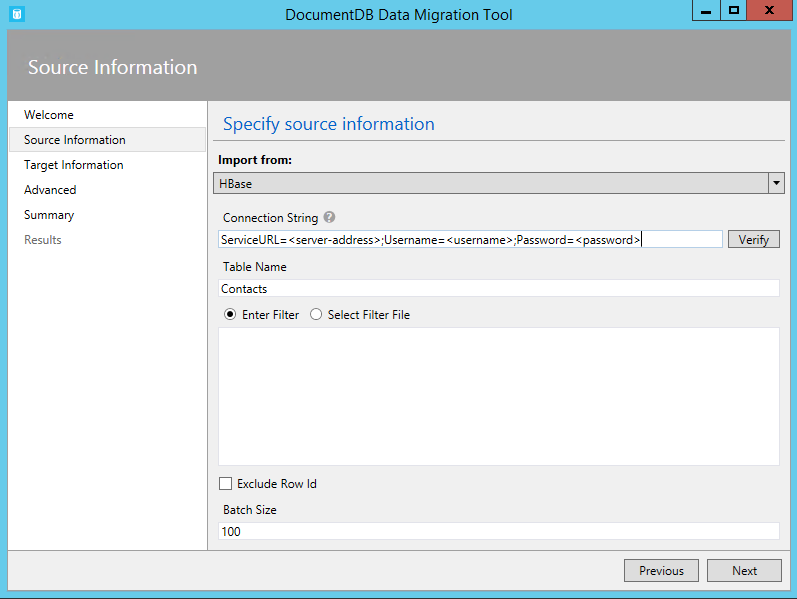 DocumentDB Data Migration Tool
Source Information
Welcome
Source Information
Target Information
Advanced
Summary
Results
Specify source information
Import from:
HBase
Connection String ?
ServiceURL=<server-address>;Username=<username>;Password=<password>
Verify
Table Name
Contacts
Enter Filter Select Filter File
Exclude Row Id
Batch Size
100
Previous Next